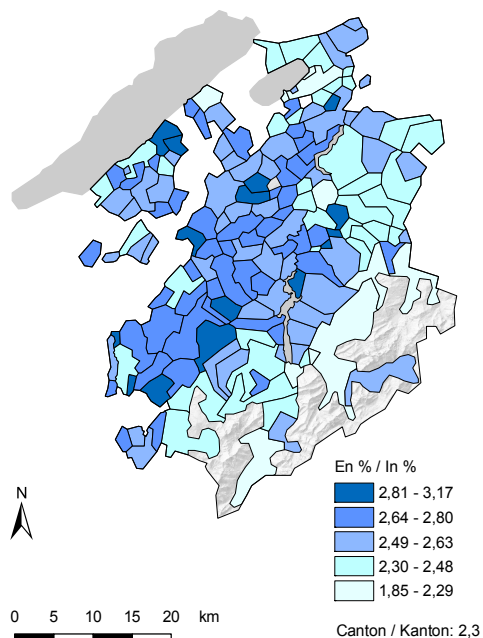 En % / In %
2,81 - 3,17
2,64 - 2,80
2,49 - 2,63
2,30 - 2,48
1,85 - 2,29
N
0 5 10 15 20 km
Canton / Kanton: 2,3